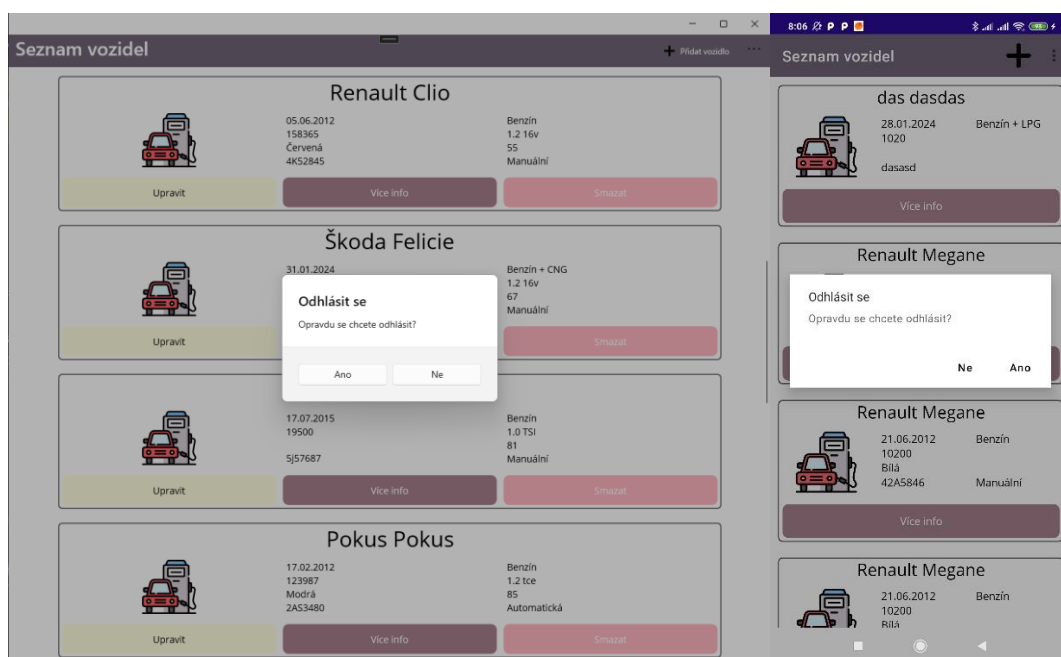 Seznam vozidel
Přidat vozidlo
Renault Clio
05.06.2012 Benzín
158365 1.2 16v
Červená 55
4K52845 Manuální
Upravit Více info Smazat
Škoda Felicie
31.01.2024 Benzín + CNG
1.2 16v
67
Manuální
Odhlásit se
Opravdu se chcete odhlásit?
Ano Ne
Upravit Smazat
17.07.2015 Benzín
19500 1.0 TSI
81
5J57687 Manuální
Upravit Více info Smazat
Pokus Pokus
17.02.2012 Benzín
123987 1.2 tce
Modrá 85
2AS3480 Automatická
Upravit Více info Smazat
8:06
Seznam vozidel
das dasdas
28.01.2024 Benzín + LPG
1020
dasasd
Více info
Renault Megane
Odhlásit se
Opravdu se chcete odhlásit?
Ne Ano
Renault Megane
21.06.2012 Benzín
10200
Bílá
42A5846 Manuální
Více info
Renault Megane
21.06.2012 Benzín
10200
Bílá